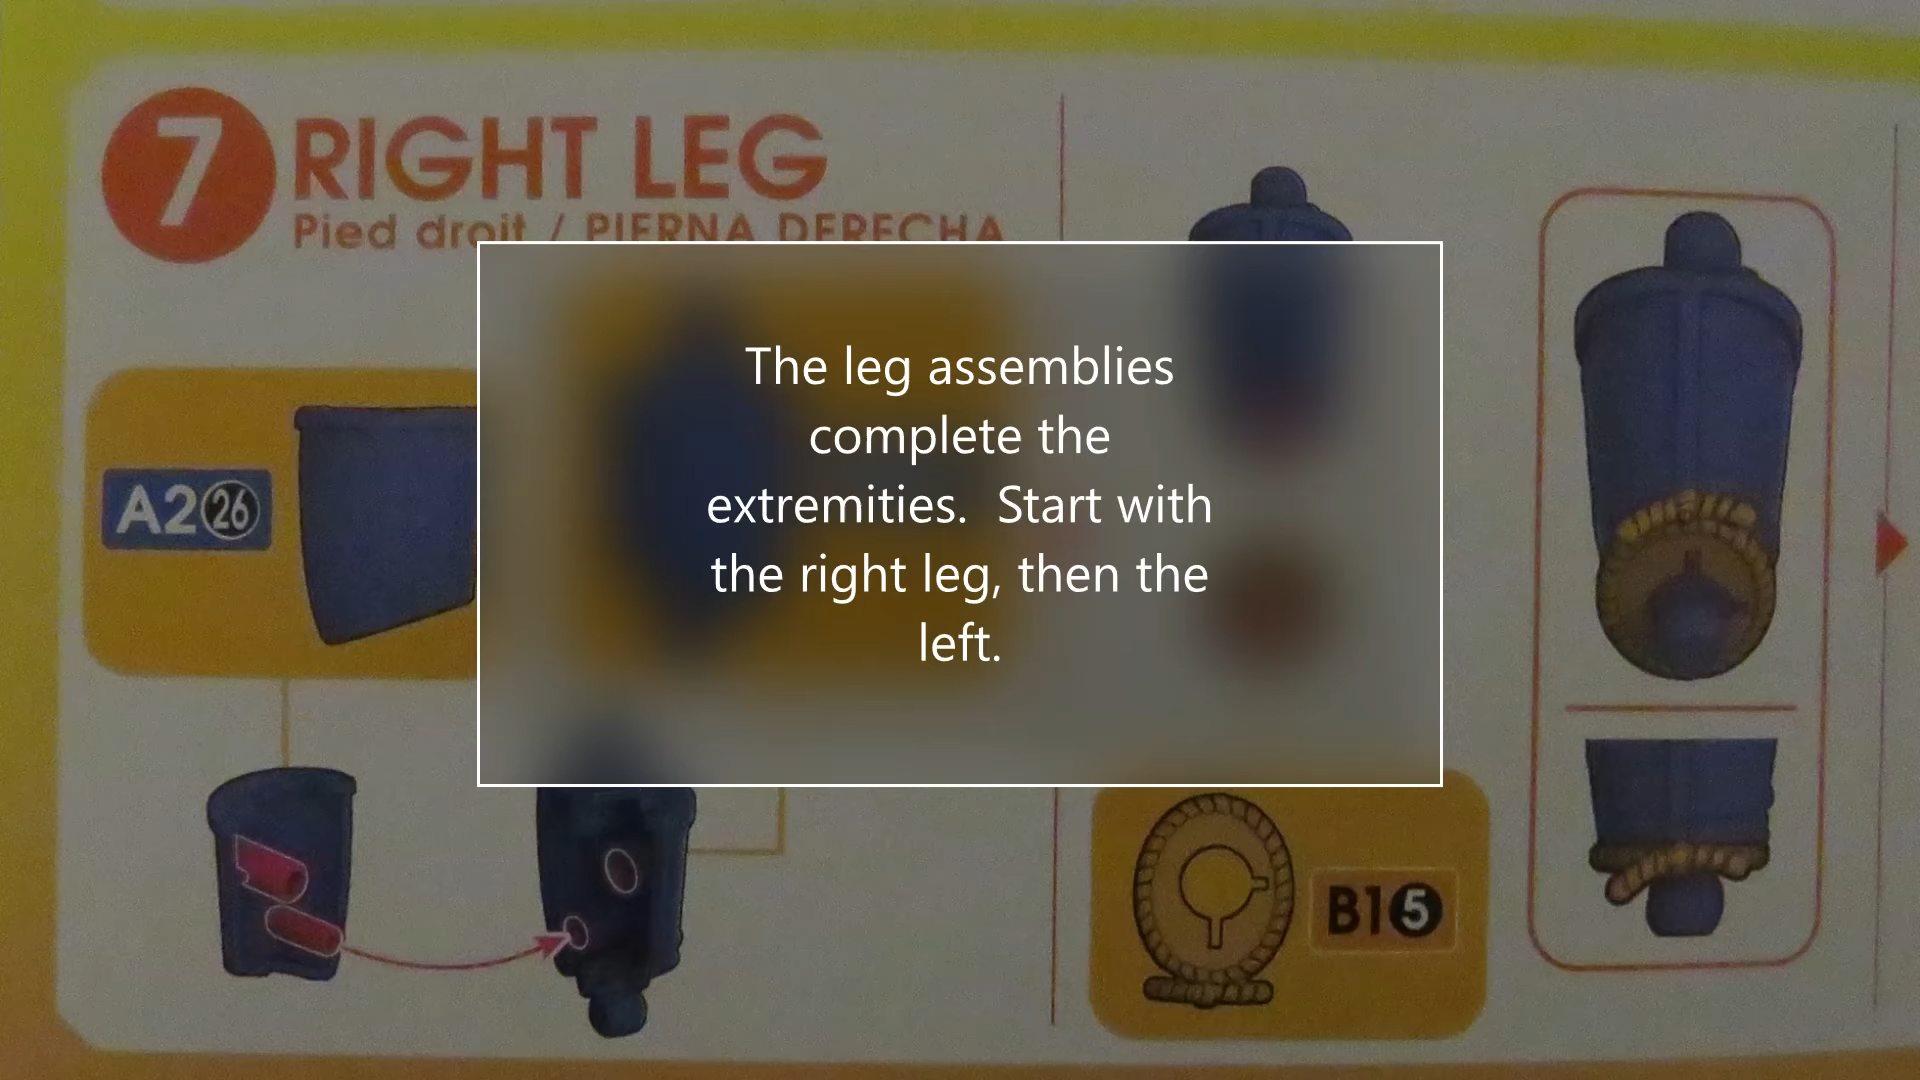 7 RIGHT LEG
Pied droit / PIERNA DERECHA
The leg assemblies
complete the
extremities. Start with
the right leg, then the
left.
A2 26
B1 5